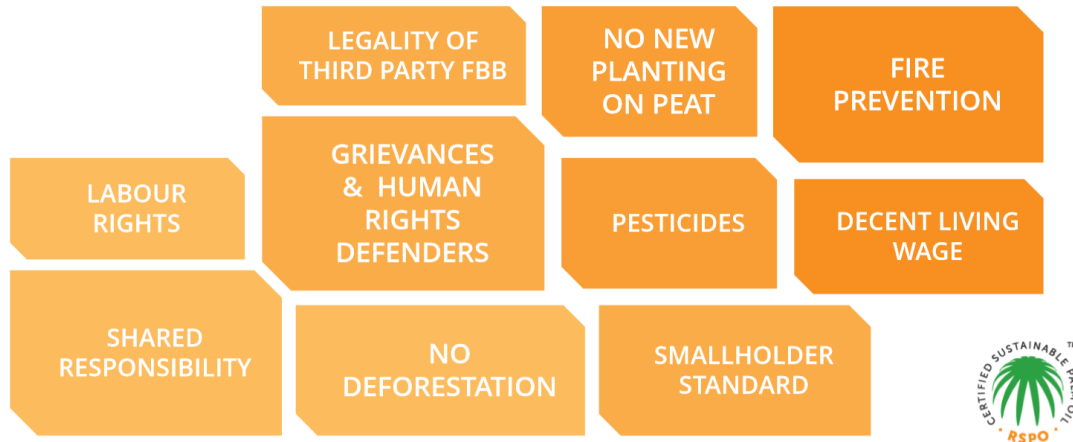 LEGALITY OF
THIRD PARTY FBB
NO NEW
PLANTING
ON PEAT
FIRE
PREVENTION
LABOUR
RIGHTS
GRIEVANCES
& HUMAN
RIGHTS
DEFENDERS
PESTICIDES
DECENT LIVING
WAGE
SHARED
RESPONSIBILITY
NO
DEFORESTATION
SMALLHOLDER
STANDARD
CERTIFIED SUSTAINABLE PALM OIL
RSPO